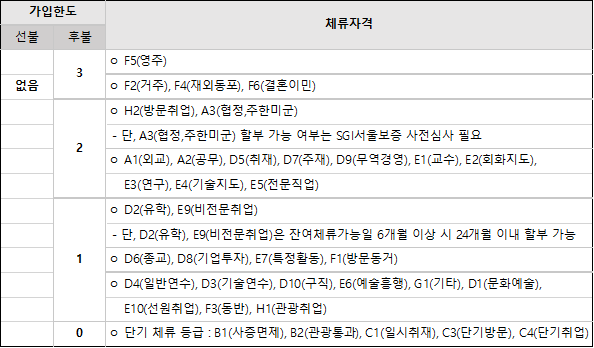 가입한도 체류자격
선불 후불
없음
3
ㅇ F5(영주)
ㅇ F2(거주), F4(재외동포), F6(결혼이민)
2
ㅇ H2(방문취업), A3(협정,주한미군)
- 단, A3(협정,주한미군) 할부 가능 여부는 SGI서울보증 사전심사 필요
ㅇ A1(외교), A2(공무), D5(취재), D7(주재), D9(무역경영), E1(교수), E2(회화지도),
E3(연구), E4(기술지도), E5(전문직업)
1
ㅇ D2(유학), E9(비전문취업)
- 단, D2(유학), E9(비전문취업)은 잔여체류가능일 6개월 이상 시 24개월 이내 할부 가능
ㅇ D6(종교), D8(기업투자), E7(특정활동), F1(방문동거)
ㅇ D4(일반연수), D3(기술연수), D10(구직), E6(예술흥행), G1(기타), D1(문화예술),
E10(선원취업), F3(동반), H1(관광취업)
0
ㅇ 단기 체류 등급 : B1(사증면제), B2(관광통과), C1(일시취재), C3(단기방문), C4(단기취업)